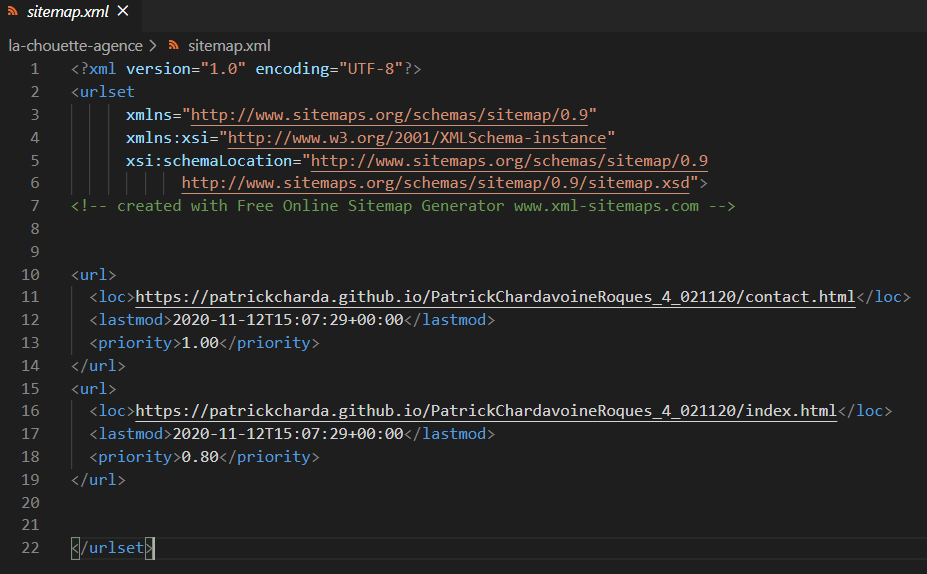 sitemap.xml
la-chouette-agence > sitemap.xml
1 <?xml version="1.0" encoding="UTF-8"?>
2 <urlset
3 xmlns="http://www.sitemaps.org/schemas/sitemap/0.9"
4 xmlns:xsi="http://www.w3.org/2001/XMLSchema-instance"
5 xsi:schemaLocation="http://www.sitemaps.org/schemas/sitemap/0.9
6 http://www.sitemaps.org/schemas/sitemap/0.9/sitemap.xsd">
7 <!-- created with Free Online Sitemap Generator www.xml-sitemaps.com -->
8
9
10 <url>
11 <loc>https://patrickcharda.github.io/PatrickChardavoineRoques_4_021120/contact.html</loc>
12 <lastmod>2020-11-12T15:07:29+00:00</lastmod>
13 <priority>1.00</priority>
14 </url>
15 <url>
16 <loc>https://patrickcharda.github.io/PatrickChardavoineRoques_4_021120/index.html</loc>
17 <lastmod>2020-11-12T15:07:29+00:00</lastmod>
18 <priority>0.80</priority>
19 </url>
20
21
22 </urlset>